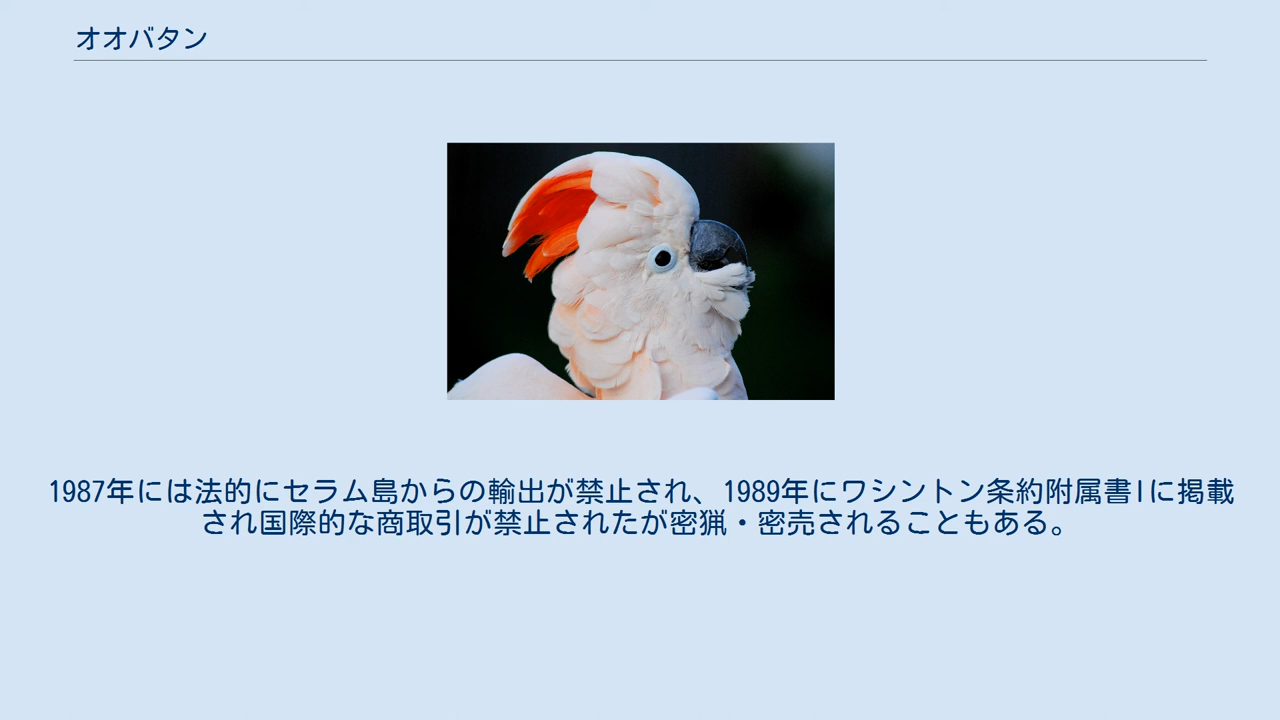 オオバタン
1987年には法的にセラム島からの輸出が禁止され、1989年にワシントン条約附属書Iに掲載
され国際的な商取引が禁止されたが密猟・密売されることもある。